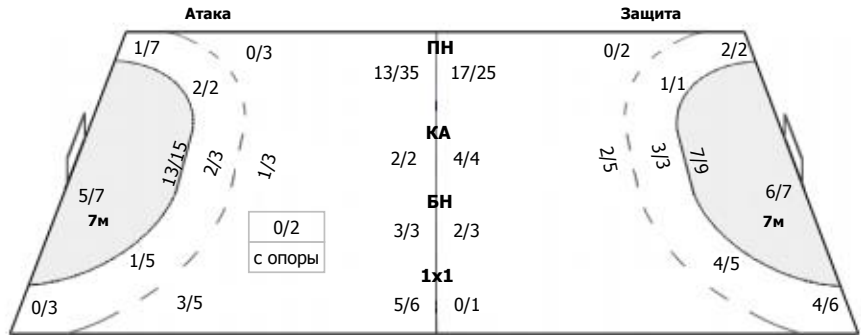 Атака Защита
1/7 0/3 ПН 0/2 2/2
13/35 17/25
2/2 1/1
КА
13/15 2/3 1/3 2/2 4/4 2/5 3/3 7/9
5/7 6/7
7м 7м
БН
0/2 3/3 2/3
с опоры
1/5 4/5
1x1
0/3 3/5 5/6 0/1 4/6